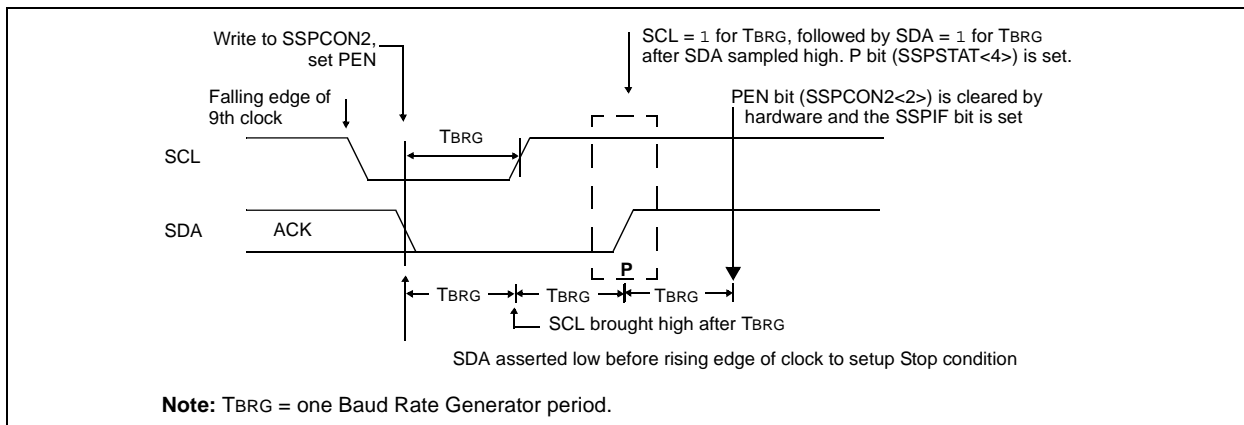 Write to SSPCON2,
set PEN
SCL = 1 for TBRG, followed by SDA = 1 for TBRG
after SDA sampled high. P bit (SSPSTAT<4>) is set.
Falling edge of
9th clock
PEN bit (SSPCON2<2>) is cleared by
hardware and the SSPIF bit is set
TBRG
SCL
SDA
ACK
P
TBRG
TBRG
TBRG
SCL brought high after TBRG
SDA asserted low before rising edge of clock to setup Stop condition
Note: TBRG = one Baud Rate Generator period.